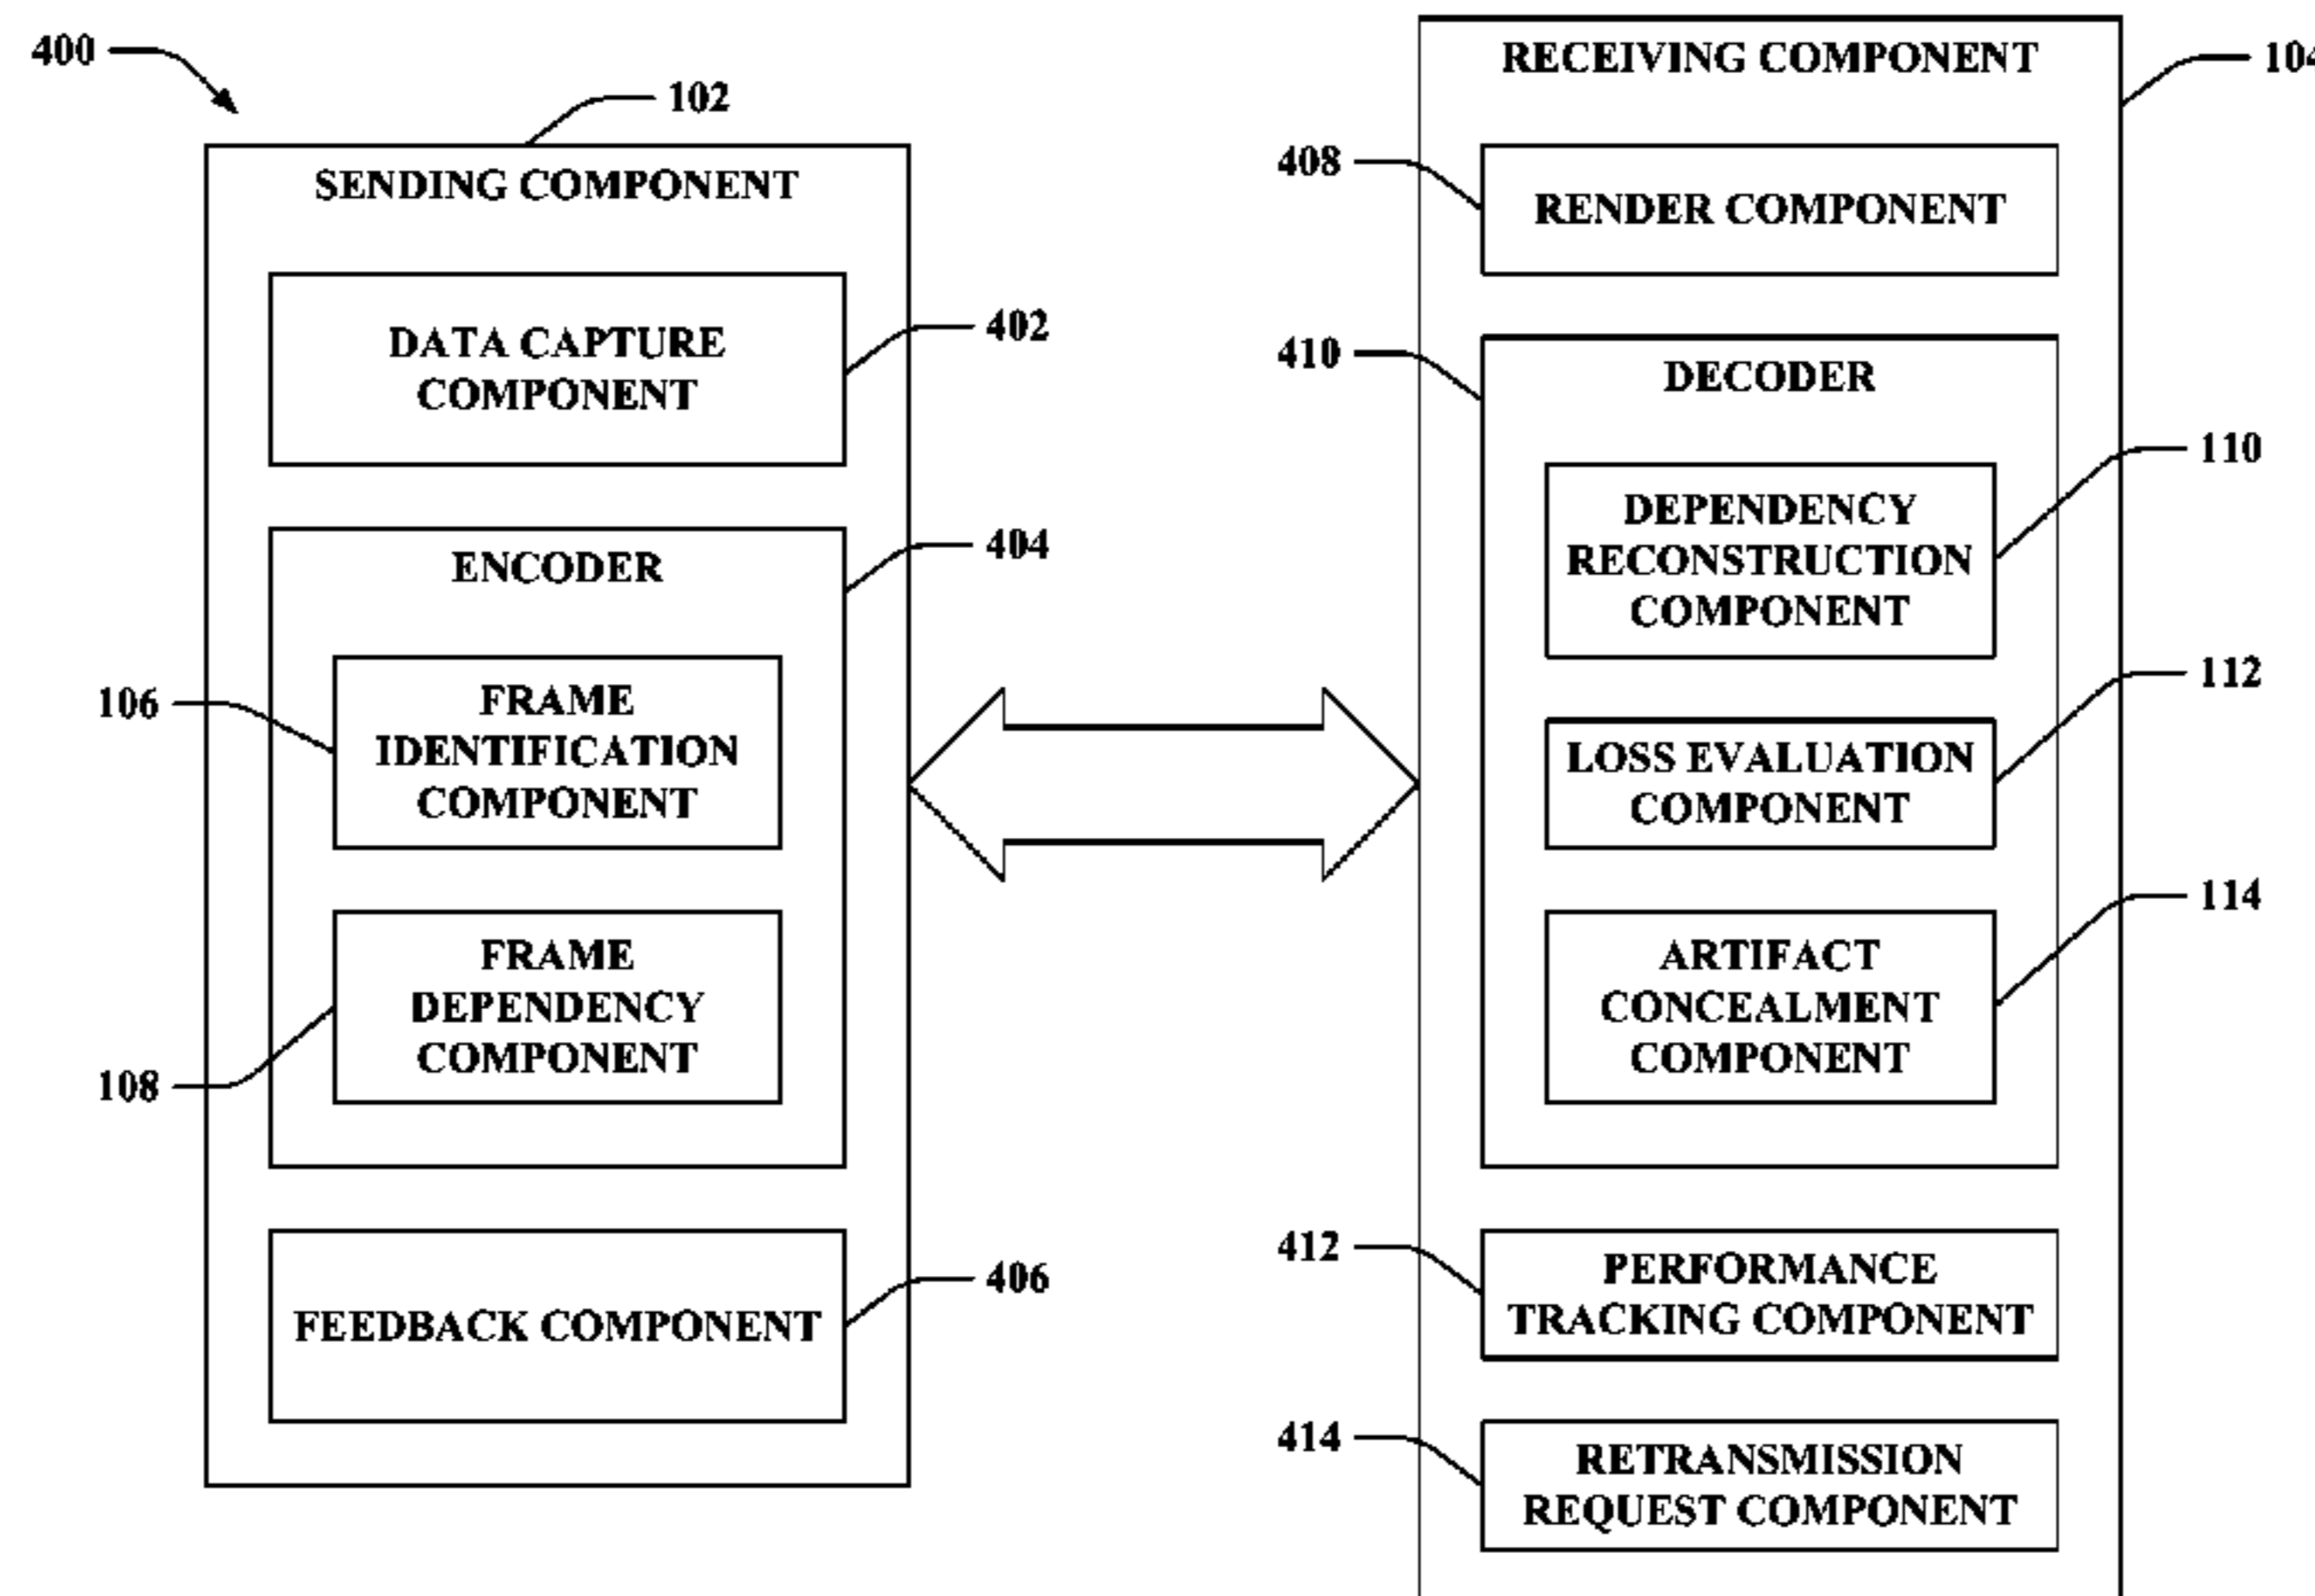 400
102
SENDING COMPONENT
DATA CAPTURE
COMPONENT
402
ENCODER
404
106
FRAME
IDENTIFICATION
COMPONENT
108
FRAME
DEPENDENCY
COMPONENT
FEEDBACK COMPONENT
406
RECEIVING COMPONENT
104
408
RENDER COMPONENT
410
DECODER
DEPENDENCY
RECONSTRUCTION
COMPONENT
110
LOSS EVALUATION
COMPONENT
112
ARTIFACT
CONCEALMENT
COMPONENT
114
412
PERFORMANCE
TRACKING COMPONENT
414
RETRANSMISSION
REQUEST COMPONENT